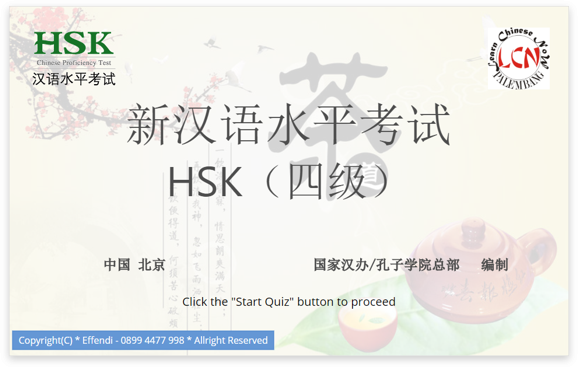 HSK
Chinese Proficiency Test
汉语水平考试
Learn Chinese Now
LCN
PALEMBANG
茶
道
新汉语水平考试
HSK（四级）
中国 北京
国家汉办/孔子学院总部 编制
Click the "Start Quiz" button to proceed
Copyright(C) * Effendi - 0899 4477 998 * Allright Reserved